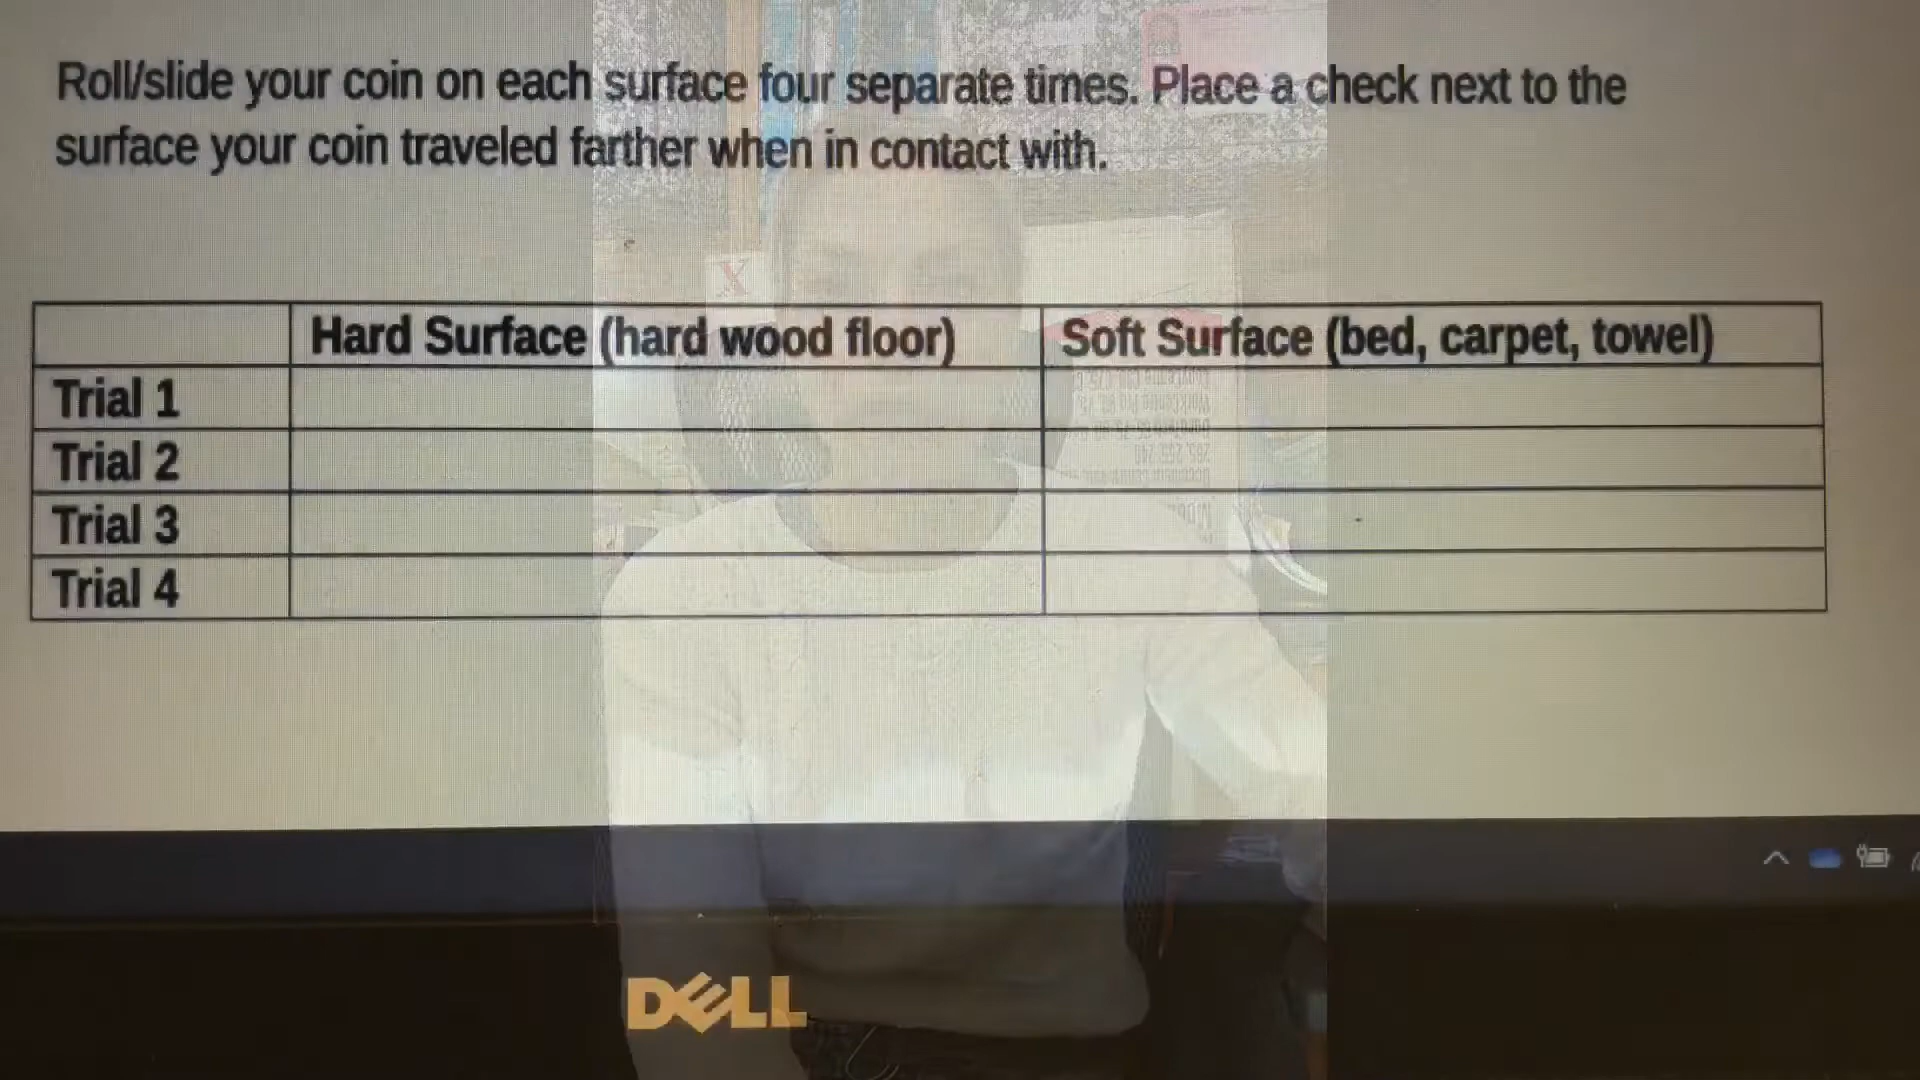 Roll/slide your coin on each surface four separate times. Place a check next to the
surface your coin traveled farther when in contact with.
X
Hard Surface (hard wood floor) Soft Surface (bed, carpet, towel)
Trial 1
Trial 2
Trial 3
Trial 4
DELL